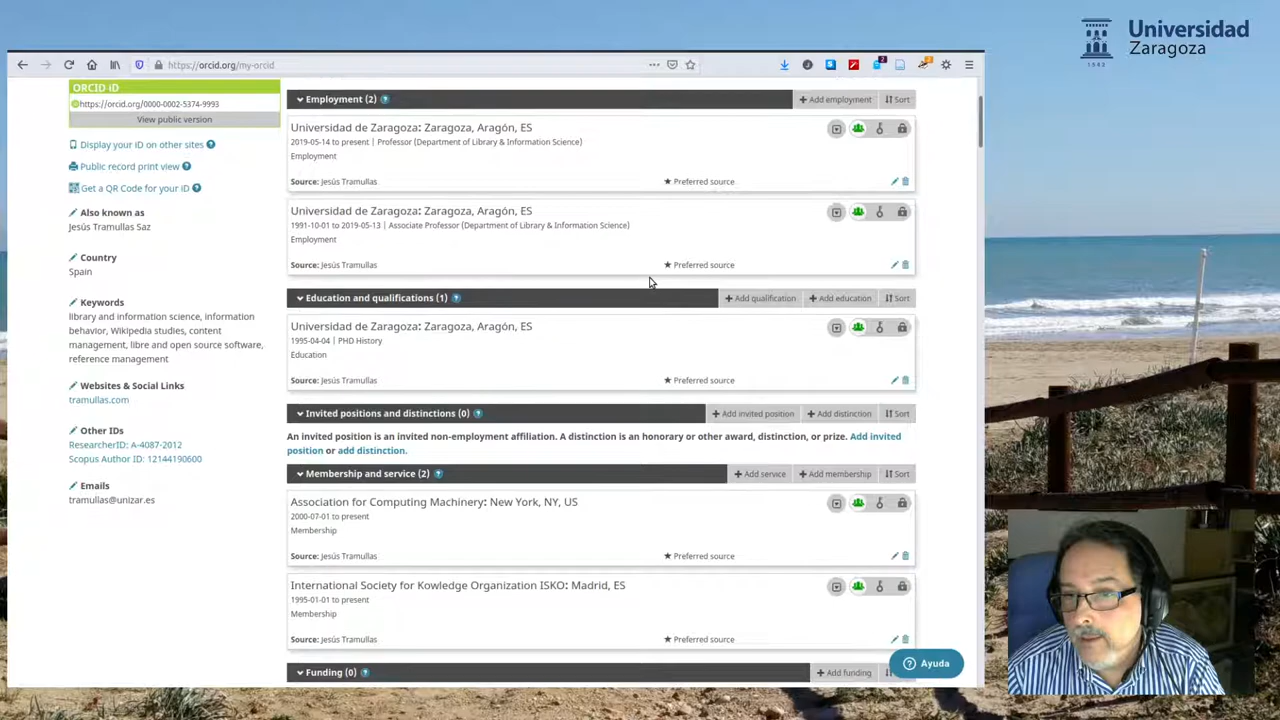 Universidad
Zaragoza
1542
https://orcid.org/my-orcid
ORCID iD
https://orcid.org/0000-0002-5374-9993
View public version
Display your iD on other sites
Public record print view
Get a QR Code for your iD
Also known as
Jesús Tramullas Saz
Country
Spain
Keywords
library and information science, information
behavior, Wikipedia studies, content
management, libre and open source software,
reference management
Websites & Social Links
tramullas.com
Other IDs
ResearcherID: A-4087-2012
Scopus Author ID: 12144190600
Emails
tramullas@unizar.es
Employment (2) Add employment Sort
Universidad de Zaragoza: Zaragoza, Aragón, ES
2019-05-14 to present | Professor (Department of Library & Information Science)
Employment
Source: Jesús Tramullas Preferred source
Universidad de Zaragoza: Zaragoza, Aragón, ES
1991-10-01 to 2019-05-13 | Associate Professor (Department of Library & Information Science)
Employment
Source: Jesús Tramullas Preferred source
Education and qualifications (1) Add qualification Add education Sort
Universidad de Zaragoza: Zaragoza, Aragón, ES
1995-04-04 | PHD History
Education
Source: Jesús Tramullas Preferred source
Invited positions and distinctions (0) Add invited position Add distinction Sort
An invited position is an invited non-employment affiliation. A distinction is an honorary or other award, distinction, or prize. Add invited
position or add distinction.
Membership and service (2) Add service Add membership Sort
Association for Computing Machinery: New York, NY, US
2000-07-01 to present
Membership
Source: Jesús Tramullas Preferred source
International Society for Kowledge Organization ISKO: Madrid, ES
1995-01-01 to present
Membership
Source: Jesús Tramullas Preferred source
Funding (0) Add funding
Ayuda